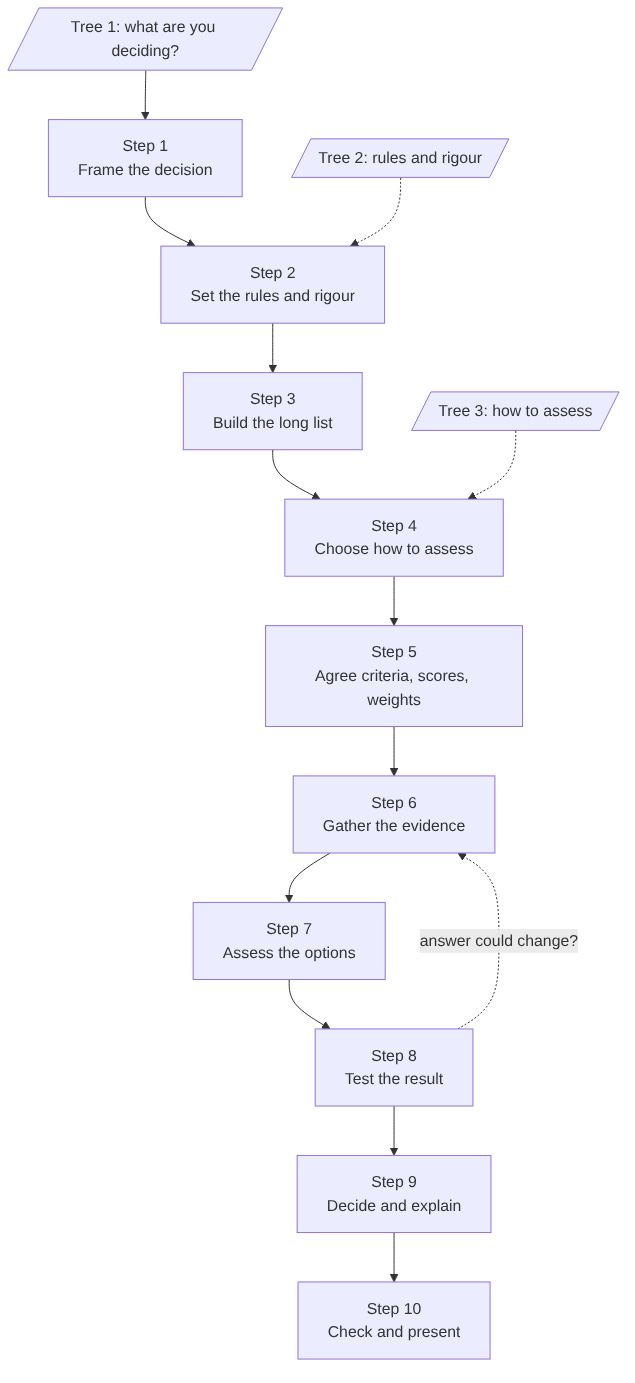 Tree 1: what are you
deciding?
Step 1
Frame the decision
Tree 2: rules and rigour
Step 2
Set the rules and rigour
Step 3
Build the long list
Tree 3: how to assess
Step 4
Choose how to assess
Step 5
Agree criteria, scores,
weights
Step 6
Gather the evidence
Step 7
Assess the options
answer could change?
Step 8
Test the result
Step 9
Decide and explain
Step 10
Check and present